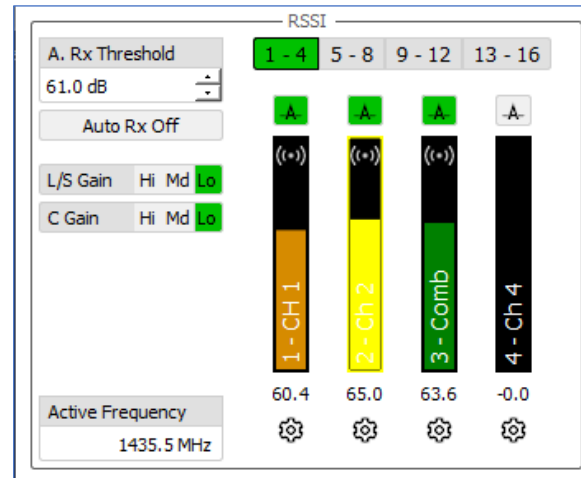 RSSI
A. Rx Threshold
61.0 dB
Auto Rx Off
L/S Gain Hi Md Lo
C Gain Hi Md Lo
Active Frequency
1435.5 MHz
1 - 4 5 - 8 9 - 12 13 - 16
A A A A
1 - CH 1
2 - Ch 2
3 - Comb
4 - Ch 4
60.4 65.0 63.6 -0.0